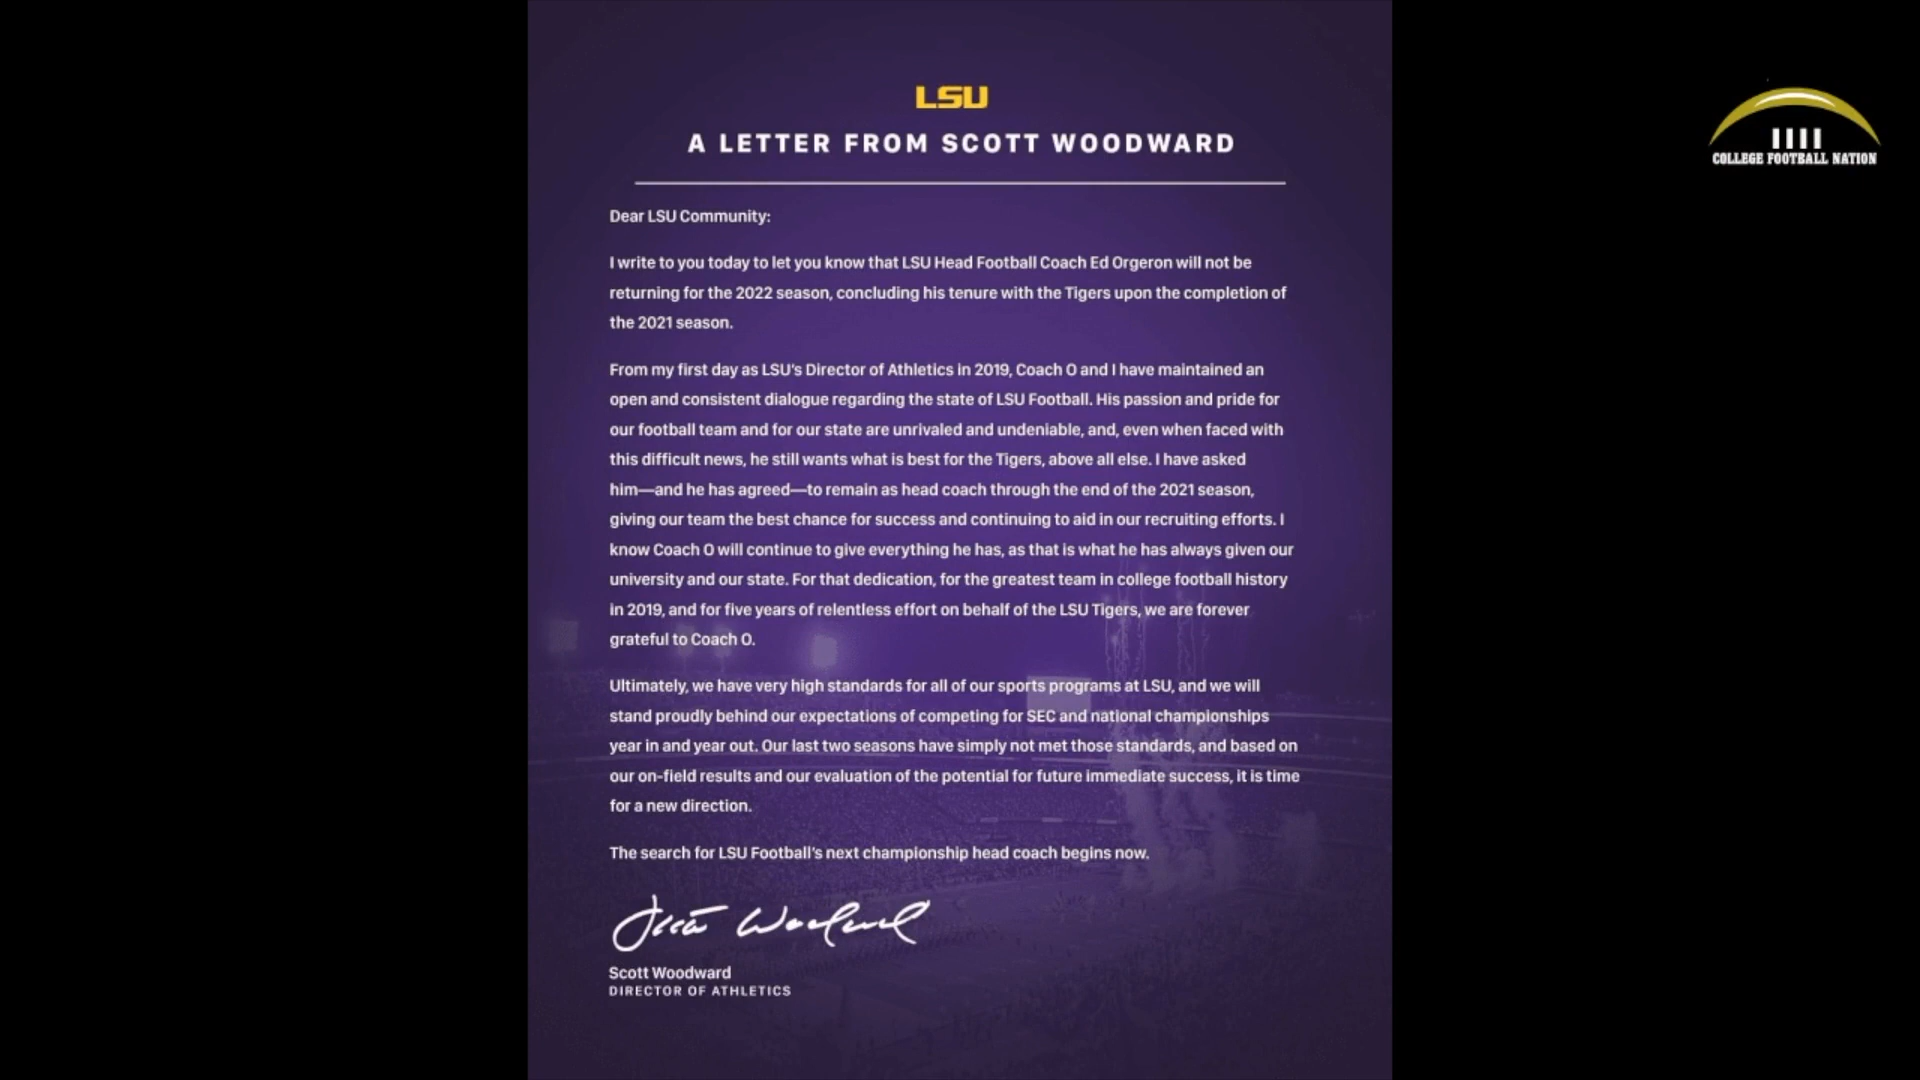 LSU
A LETTER FROM SCOTT WOODWARD
IIII
COLLEGE FOOTBALL NATION
Dear LSU Community:
I write to you today to let you know that LSU Head Football Coach Ed Orgeron will not be
returning for the 2022 season, concluding his tenure with the Tigers upon the completion of
the 2021 season.
From my first day as LSU's Director of Athletics in 2019, Coach O and I have maintained an
open and consistent dialogue regarding the state of LSU Football. His passion and pride for
our football team and for our state are unrivaled and undeniable, and, even when faced with
this difficult news, he still wants what is best for the Tigers, above all else. I have asked
him—and he has agreed—to remain as head coach through the end of the 2021 season,
giving our team the best chance for success and continuing to aid in our recruiting efforts. I
know Coach O will continue to give everything he has, as that is what he has always given our
university and our state. For that dedication, for the greatest team in college football history
in 2019, and for five years of relentless effort on behalf of the LSU Tigers, we are forever
grateful to Coach O.
Ultimately, we have very high standards for all of our sports programs at LSU, and we will
stand proudly behind our expectations of competing for SEC and national championships
year in and year out. Our last two seasons have simply not met those standards, and based on
our on-field results and our evaluation of the potential for future immediate success, it is time
for a new direction.
The search for LSU Football's next championship head coach begins now.
Scott Woodward
Scott Woodward
DIRECTOR OF ATHLETICS